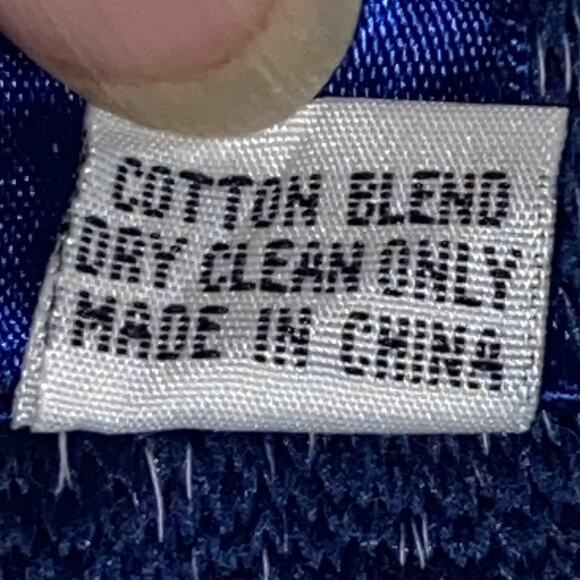 COTTON BLEND
DRY CLEAN ONLY
MADE IN CHINA